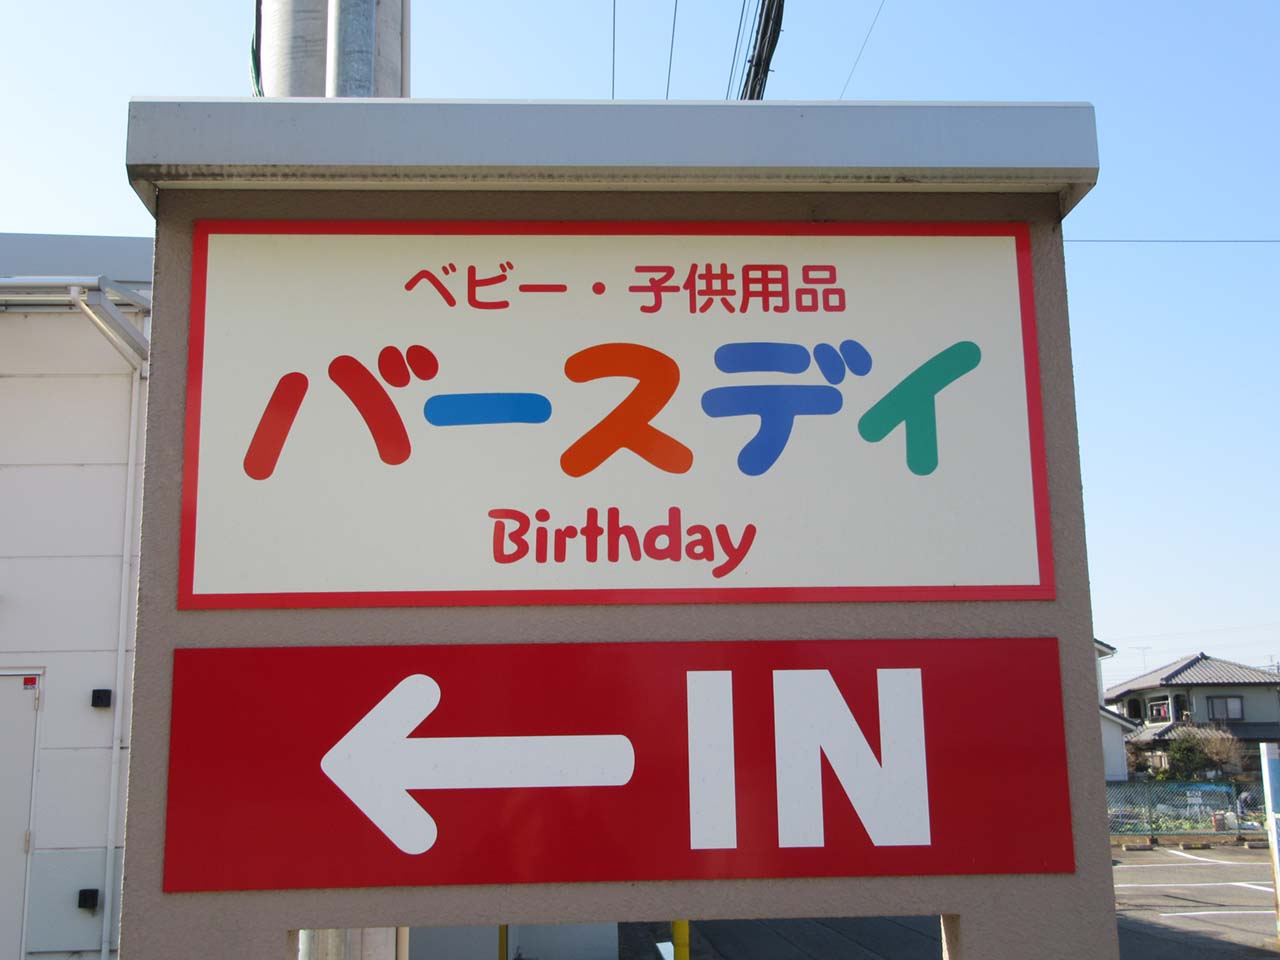 ベビー・子供用品
バースデイ
Birthday
←IN